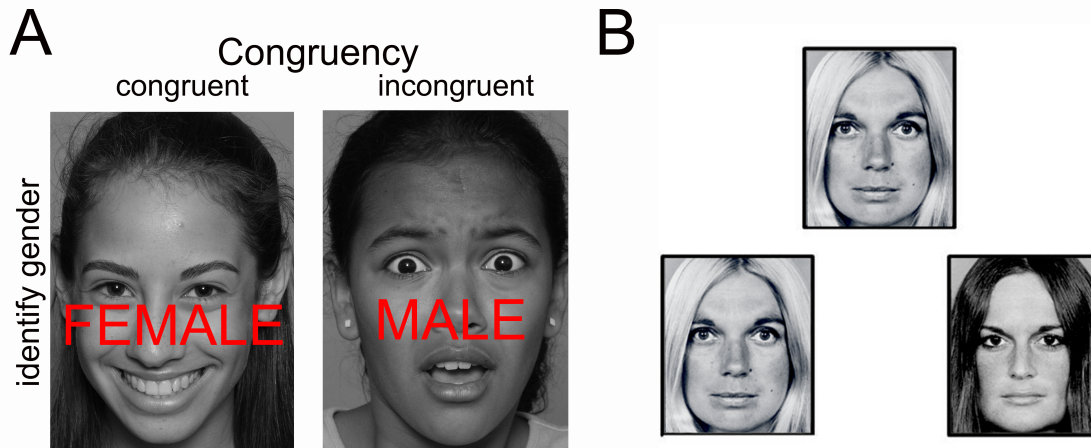 A
Congruency
congruent
incongruent
identify gender
FEMALE
MALE
B